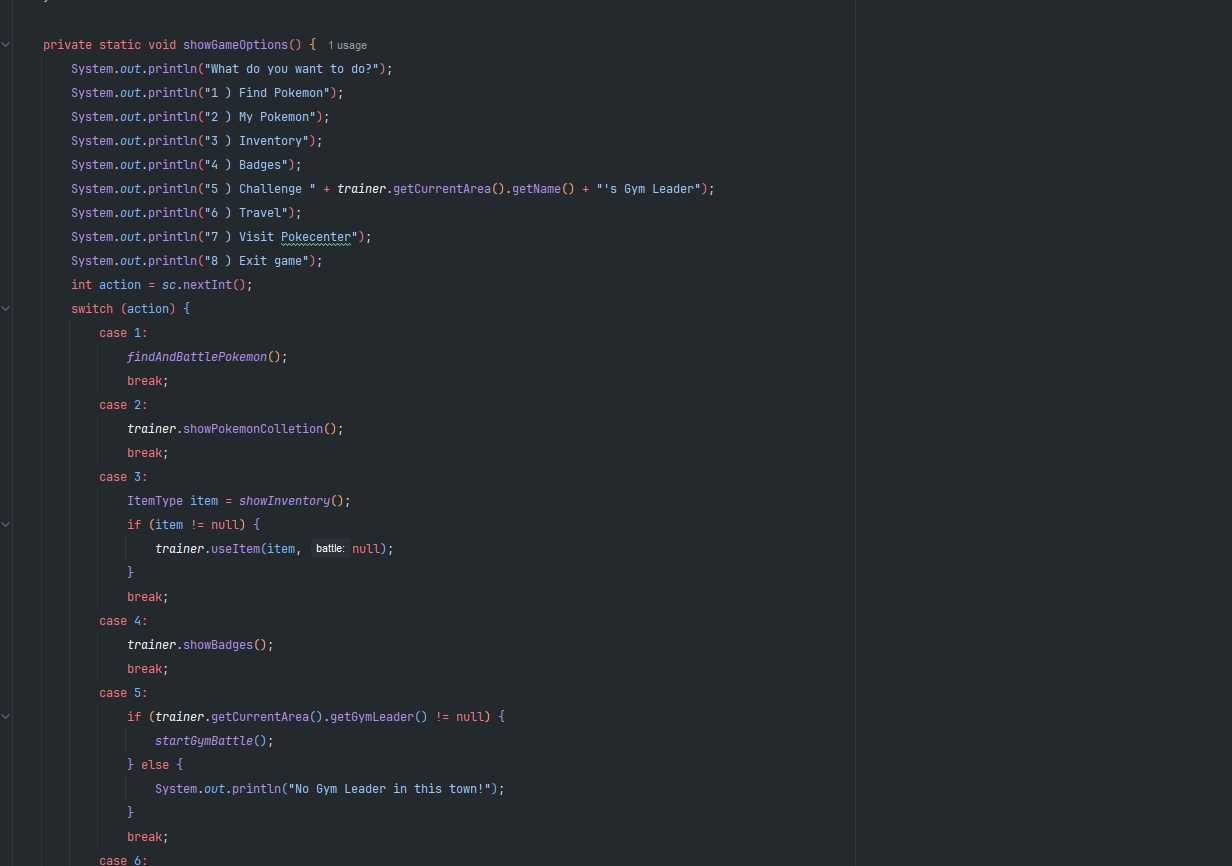 private static void showGameOptions() { 1 usage
System.out.println("What do you want to do?");
System.out.println("1 ) Find Pokemon");
System.out.println("2 ) My Pokemon");
System.out.println("3 ) Inventory");
System.out.println("4 ) Badges");
System.out.println("5 ) Challenge " + trainer.getCurrentArea().getName() + "'s Gym Leader");
System.out.println("6 ) Travel");
System.out.println("7 ) Visit Pokecenter");
System.out.println("8 ) Exit game");
int action = sc.nextInt();
switch (action) {
case 1:
findAndBattlePokemon();
break;
case 2:
trainer.showPokemonColletion();
break;
case 3:
ItemType item = showInventory();
if (item != null) {
trainer.useItem(item, battle: null);
}
break;
case 4:
trainer.showBadges();
break;
case 5:
if (trainer.getCurrentArea().getGymLeader() != null) {
startGymBattle();
} else {
System.out.println("No Gym Leader in this town!");
}
break;
case 6: